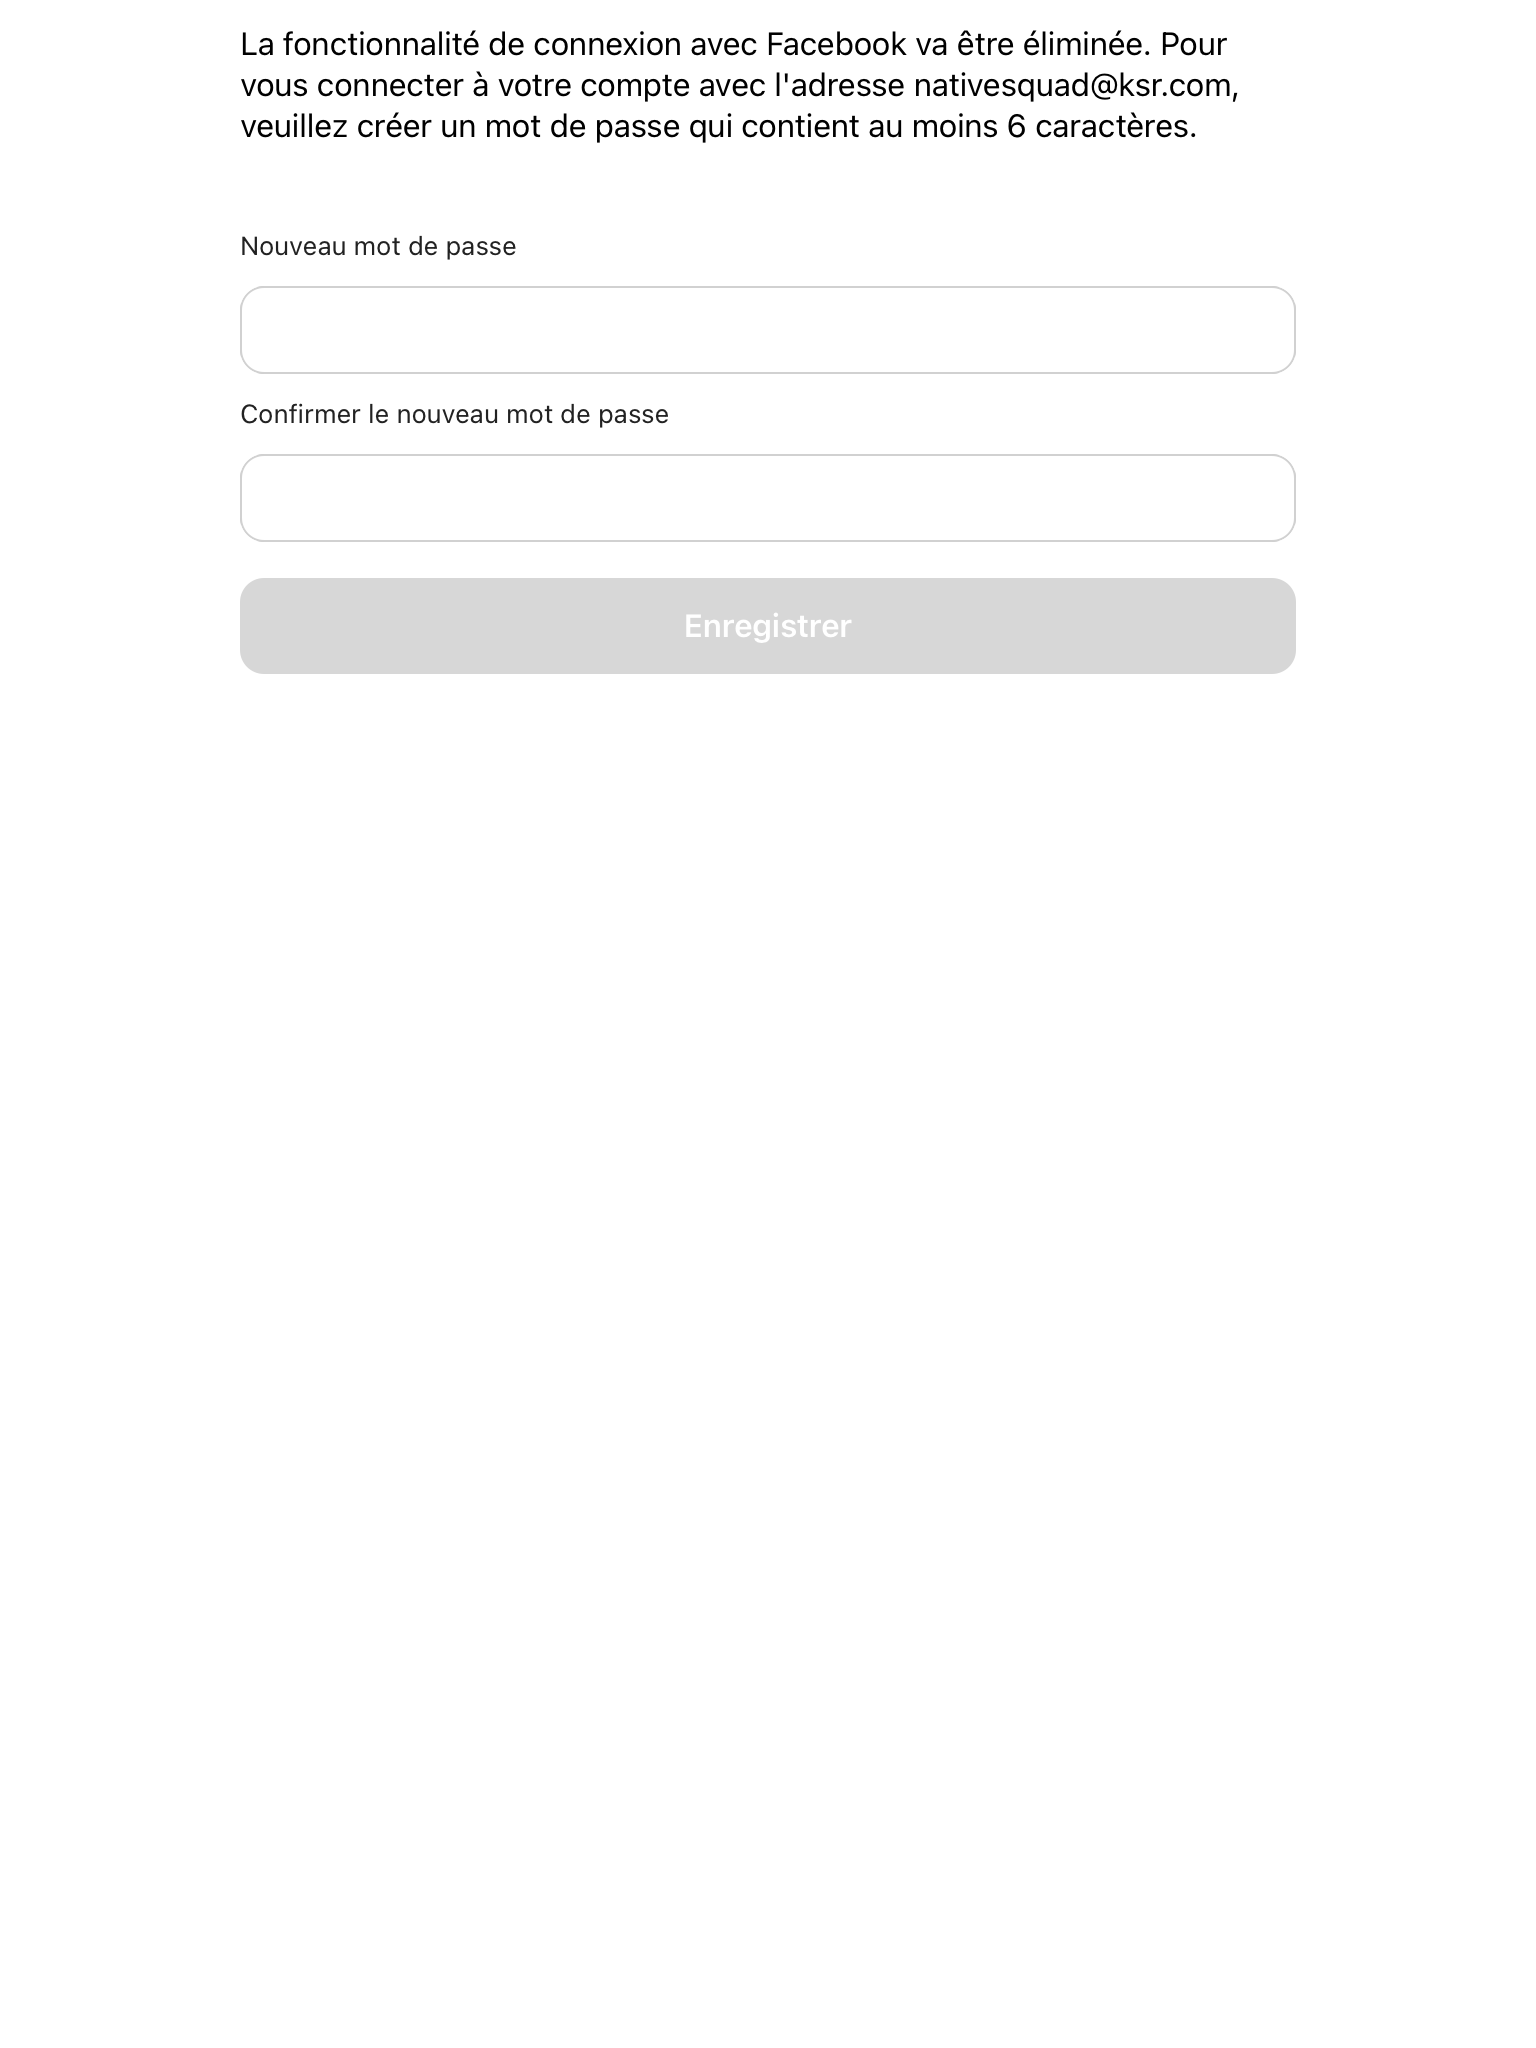 La fonctionnalité de connexion avec Facebook va être éliminée. Pour
vous connecter à votre compte avec l'adresse nativesquad@ksr.com,
veuillez créer un mot de passe qui contient au moins 6 caractères.
Nouveau mot de passe
Confirmer le nouveau mot de passe
Enregistrer